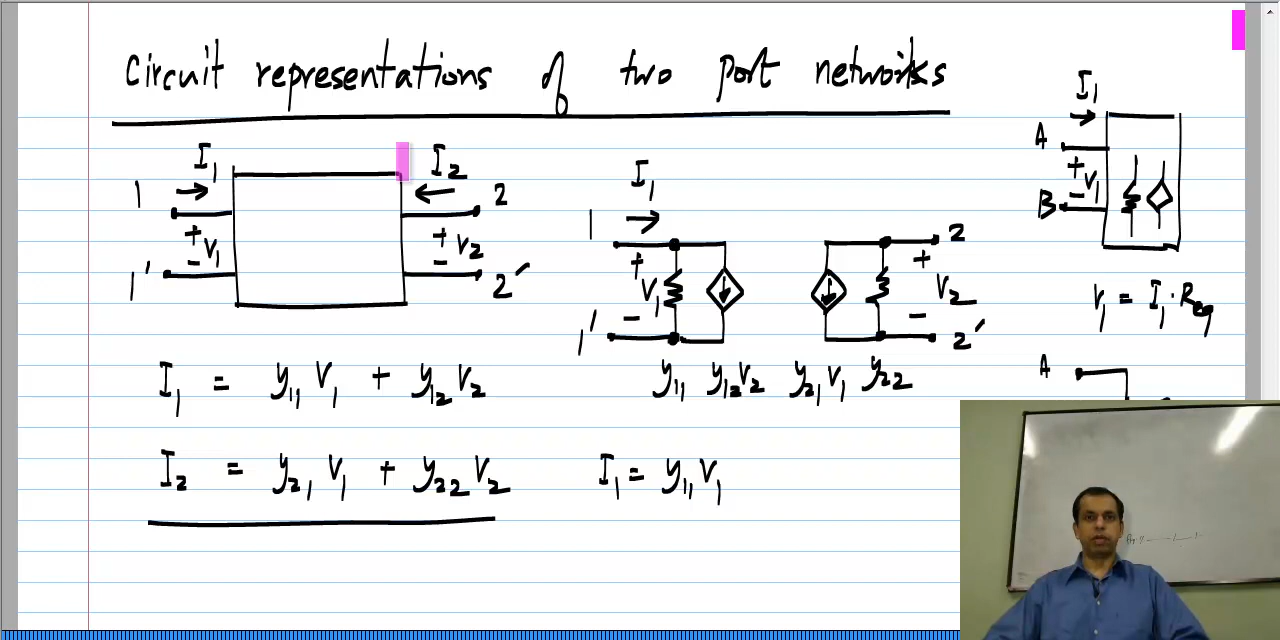 Circuit representations of two port networks
I1
A
+
V1
-
B
V1 = I1 · Req
A
I1
I2
1
2
+
V1
-
+
V2
-
1'
2'
I1
1
2
+
V1
-
+
V2
-
1'
2'
y11 y12V2 y21V1 y22
I1 = y11 V1 + y12 V2
I2 = y21 V1 + y22 V2
I1 = y11 V1